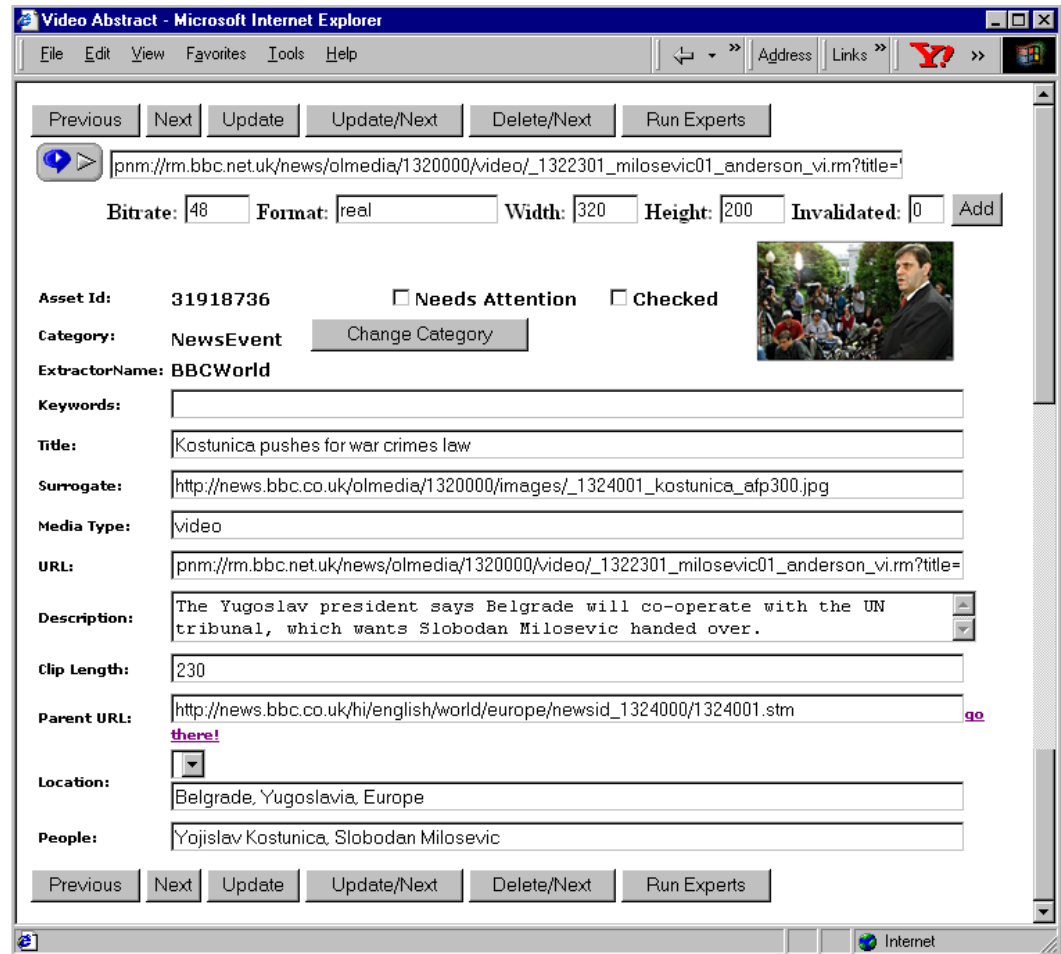 Video Abstract - Microsoft Internet Explorer
File Edit View Favorites Tools Help » Address Links » Y! »
Previous Next Update Update/Next Delete/Next Run Experts
pnm://rm.bbc.net.uk/news/olmedia/1320000/video/_1322301_milosevic01_anderson_vi.rm?title='
Bitrate: 48 Format: real Width: 320 Height: 200 Invalidated: 0 Add
Asset Id: 31918736 Needs Attention Checked
Category: NewsEvent Change Category
ExtractorName: BBCWorld
Keywords:
Title: Kostunica pushes for war crimes law
Surrogate: http://news.bbc.co.uk/olmedia/1320000/images/_1324001_kostunica_afp300.jpg
Media Type: video
URL: pnm://rm.bbc.net.uk/news/olmedia/1320000/video/_1322301_milosevic01_anderson_vi.rm?title=
Description: The Yugoslav president says Belgrade will co-operate with the UN
tribunal, which wants Slobodan Milosevic handed over.
Clip Length: 230
Parent URL: http://news.bbc.co.uk/hi/english/world/europe/newsid_1324000/1324001.stm go
there!
Location:
Belgrade, Yugoslavia, Europe
People: Yojislav Kostunica, Slobodan Milosevic
Previous Next Update Update/Next Delete/Next Run Experts
Internet